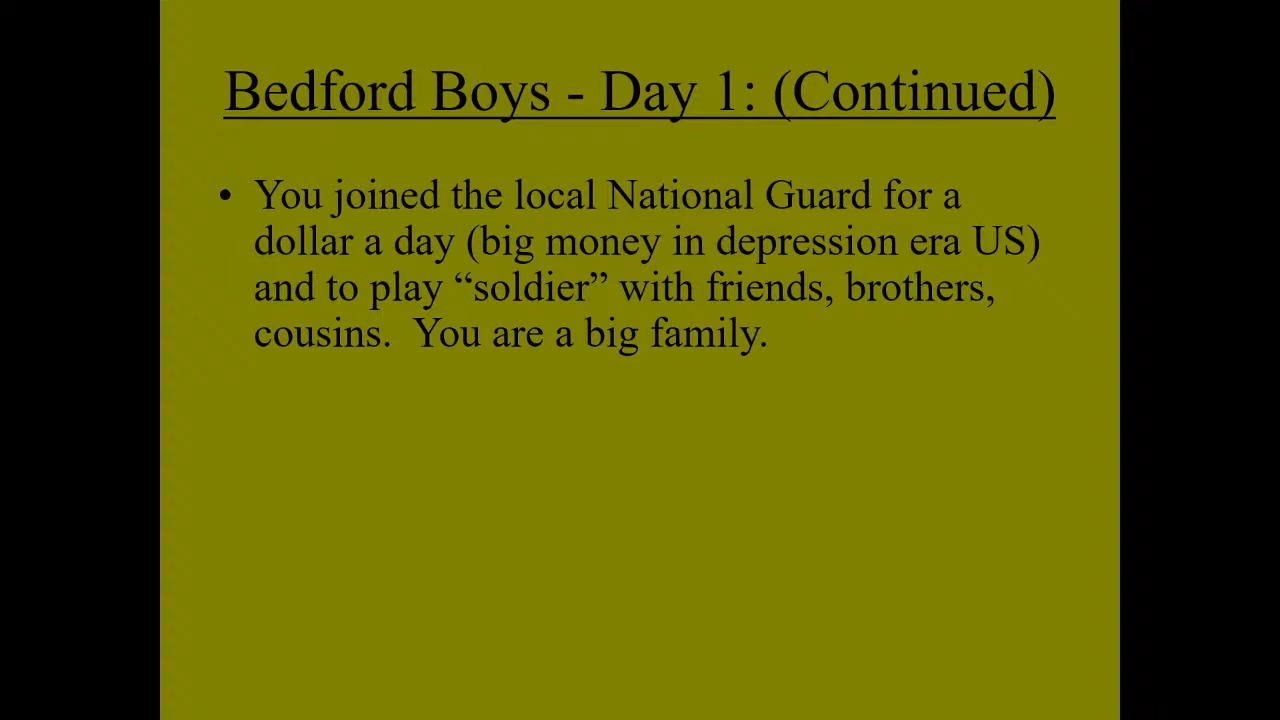 Bedford Boys - Day 1: (Continued)
• You joined the local National Guard for a
dollar a day (big money in depression era US)
and to play “soldier” with friends, brothers,
cousins.  You are a big family.